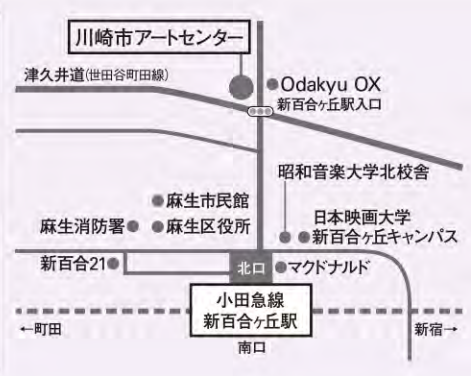 川崎市アートセンター
津久井道(世田谷町田線)
Odakyu OX
新百合ヶ丘駅入口
昭和音楽大学北校舎
麻生市民館
日本映画大学
麻生消防署
麻生区役所
新百合ヶ丘キャンパス
新百合21
北口
マクドナルド
小田急線
新百合ヶ丘駅
←町田
新宿→
南口